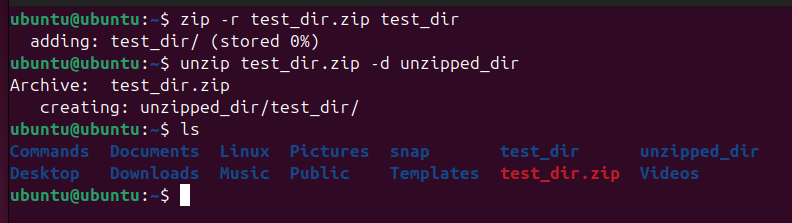 ubuntu@ubuntu:~$ zip -r test_dir.zip test_dir
  adding: test_dir/ (stored 0%)
ubuntu@ubuntu:~$ unzip test_dir.zip -d unzipped_dir
Archive:  test_dir.zip
   creating: unzipped_dir/test_dir/
ubuntu@ubuntu:~$ ls
Commands  Documents  Linux  Pictures  snap       test_dir      unzipped_dir
Desktop   Downloads  Music  Public    Templates  test_dir.zip  Videos
ubuntu@ubuntu:~$